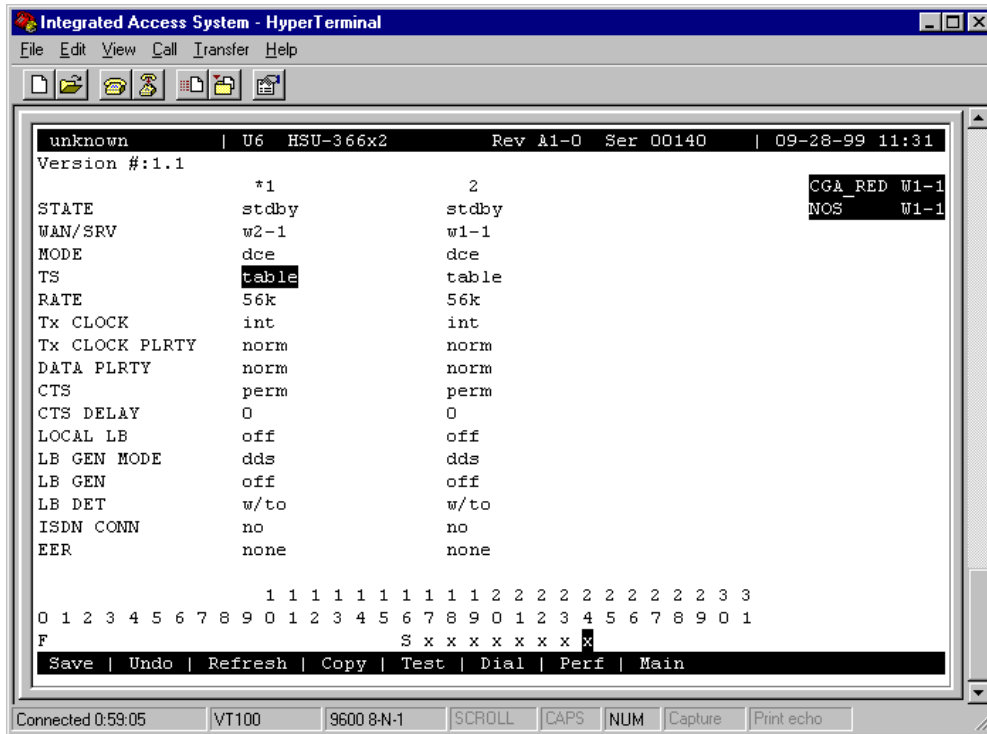 Integrated Access System - HyperTerminal
File Edit View Call Transfer Help
unknown | U6 HSU-366x2 Rev A1-0 Ser 00140 | 09-28-99 11:31
Version #:1.1
*1 2 CGA_RED W1-1
STATE stdby stdby NOS W1-1
WAN/SRV w2-1 w1-1
MODE dce dce
TS table table
RATE 56k 56k
Tx CLOCK int int
Tx CLOCK PLRTY norm norm
DATA PLRTY norm norm
CTS perm perm
CTS DELAY 0 0
LOCAL LB off off
LB GEN MODE dds dds
LB GEN off off
LB DET w/to w/to
ISDN CONN no no
EER none none
1 1 1 1 1 1 1 1 1 1 2 2 2 2 2 2 2 2 2 2 3 3
0 1 2 3 4 5 6 7 8 9 0 1 2 3 4 5 6 7 8 9 0 1 2 3 4 5 6 7 8 9 0 1
F S x x x x x x x x
Save | Undo | Refresh | Copy | Test | Dial | Perf | Main
Connected 0:59:05 VT100 9600 8-N-1 SCROLL CAPS NUM Capture Print echo